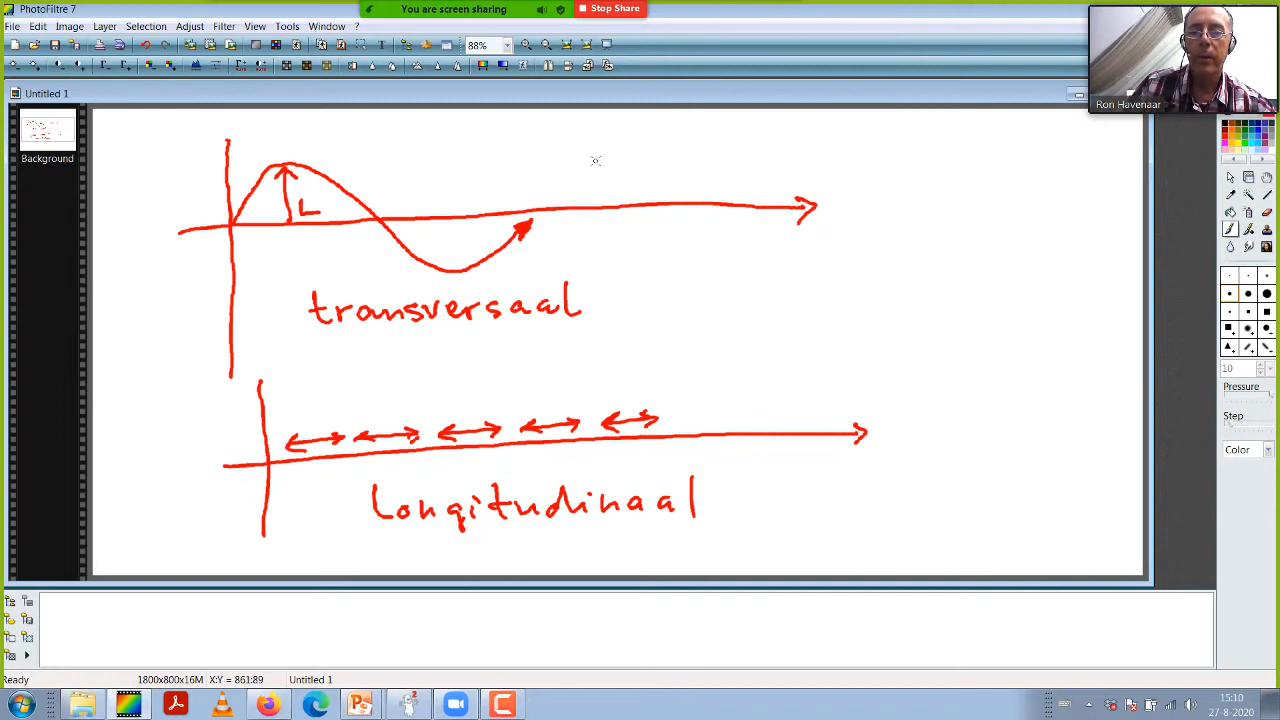 PhotoFiltre 7
You are screen sharing
Stop Share
File Edit Image Layer Selection Adjust Filter View Tools Window ?
88%
Untitled 1
Ron Havenaar
Background
L
transversaal
longitudinaal
10
Pressure
Step
Color
Ready
1800x800x16M
X:Y = 861:89
Untitled 1
15:10
27-8-2020